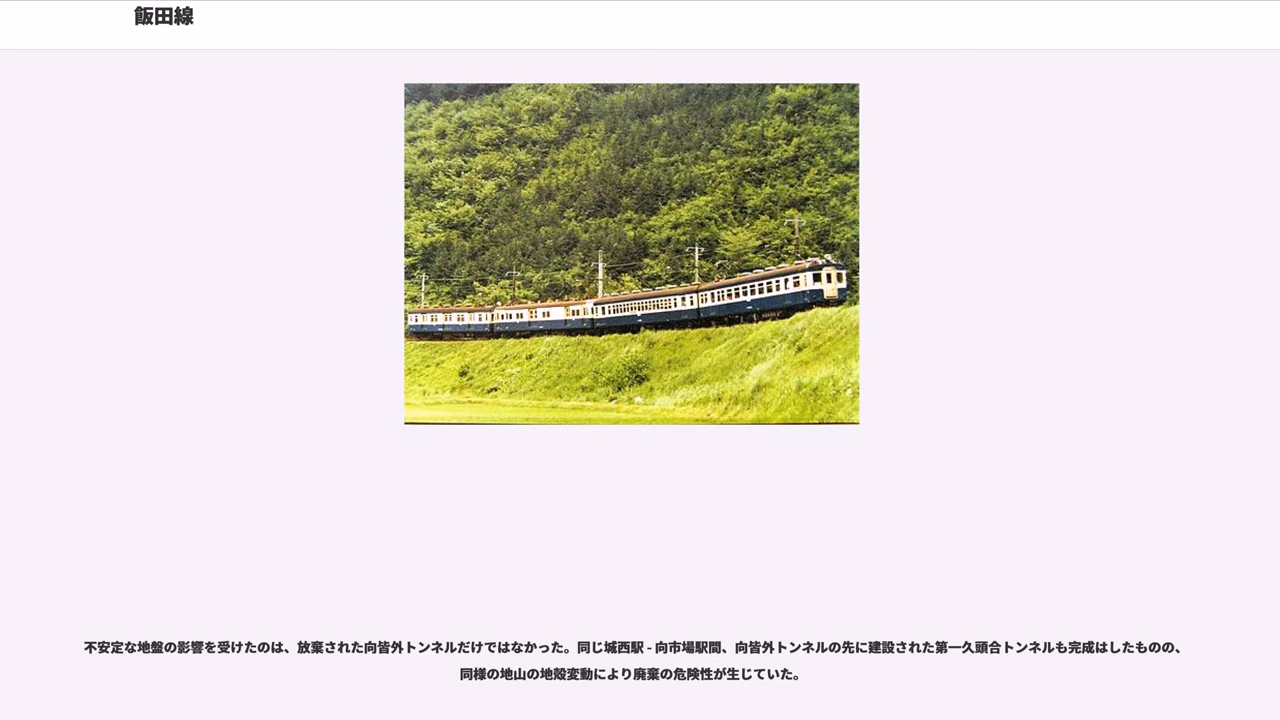 飯田線
不安定な地盤の影響を受けたのは、放棄された向皆外トンネルだけではなかった。同じ城西駅 - 向市場駅間、向皆外トンネルの先に建設された第一久頭合トンネルも完成はしたものの、
同様の地山の地殻変動により廃棄の危険性が生じていた。